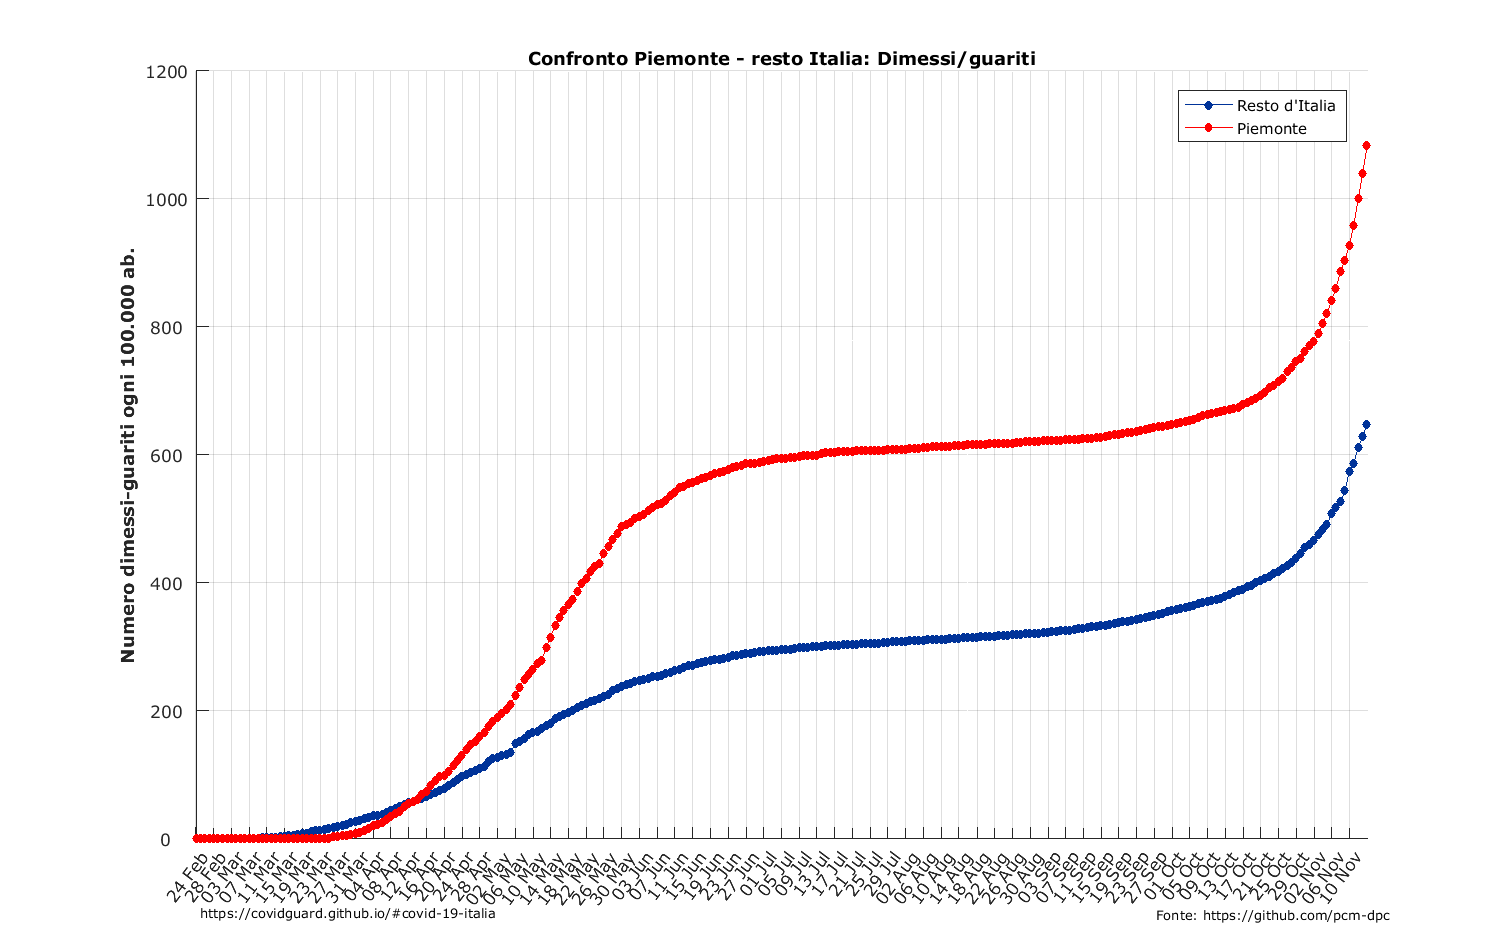 Confronto Piemonte - resto Italia: Dimessi/guariti
Resto d'Italia
Piemonte
Numero dimessi-guariti ogni 100.000 ab.
1200
1000
800
600
400
200
0
24 Feb
28 Feb
03 Mar
07 Mar
11 Mar
15 Mar
19 Mar
23 Mar
27 Mar
31 Mar
04 Apr
08 Apr
12 Apr
16 Apr
20 Apr
24 Apr
28 Apr
02 May
06 May
10 May
14 May
18 May
22 May
26 May
30 May
03 Jun
07 Jun
11 Jun
15 Jun
19 Jun
23 Jun
27 Jun
01 Jul
05 Jul
09 Jul
13 Jul
17 Jul
21 Jul
25 Jul
29 Jul
02 Aug
06 Aug
10 Aug
14 Aug
18 Aug
22 Aug
26 Aug
30 Aug
03 Sep
07 Sep
11 Sep
15 Sep
19 Sep
23 Sep
27 Sep
01 Oct
05 Oct
09 Oct
13 Oct
17 Oct
21 Oct
25 Oct
29 Oct
02 Nov
06 Nov
10 Nov
https://covidguard.github.io/#covid-19-italia
Fonte: https://github.com/pcm-dpc